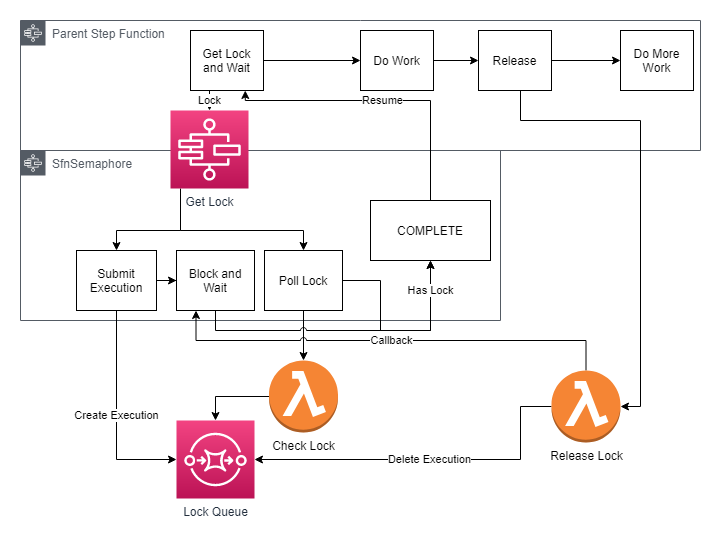 Parent Step Function
Get Lock
and Wait
Do Work
Release
Do More
Work
Lock
Resume
SfnSemaphore
Get Lock
COMPLETE
Submit
Execution
Block and
Wait
Poll Lock
Has Lock
Callback
Create Execution
Check Lock
Release Lock
Delete Execution
Lock Queue